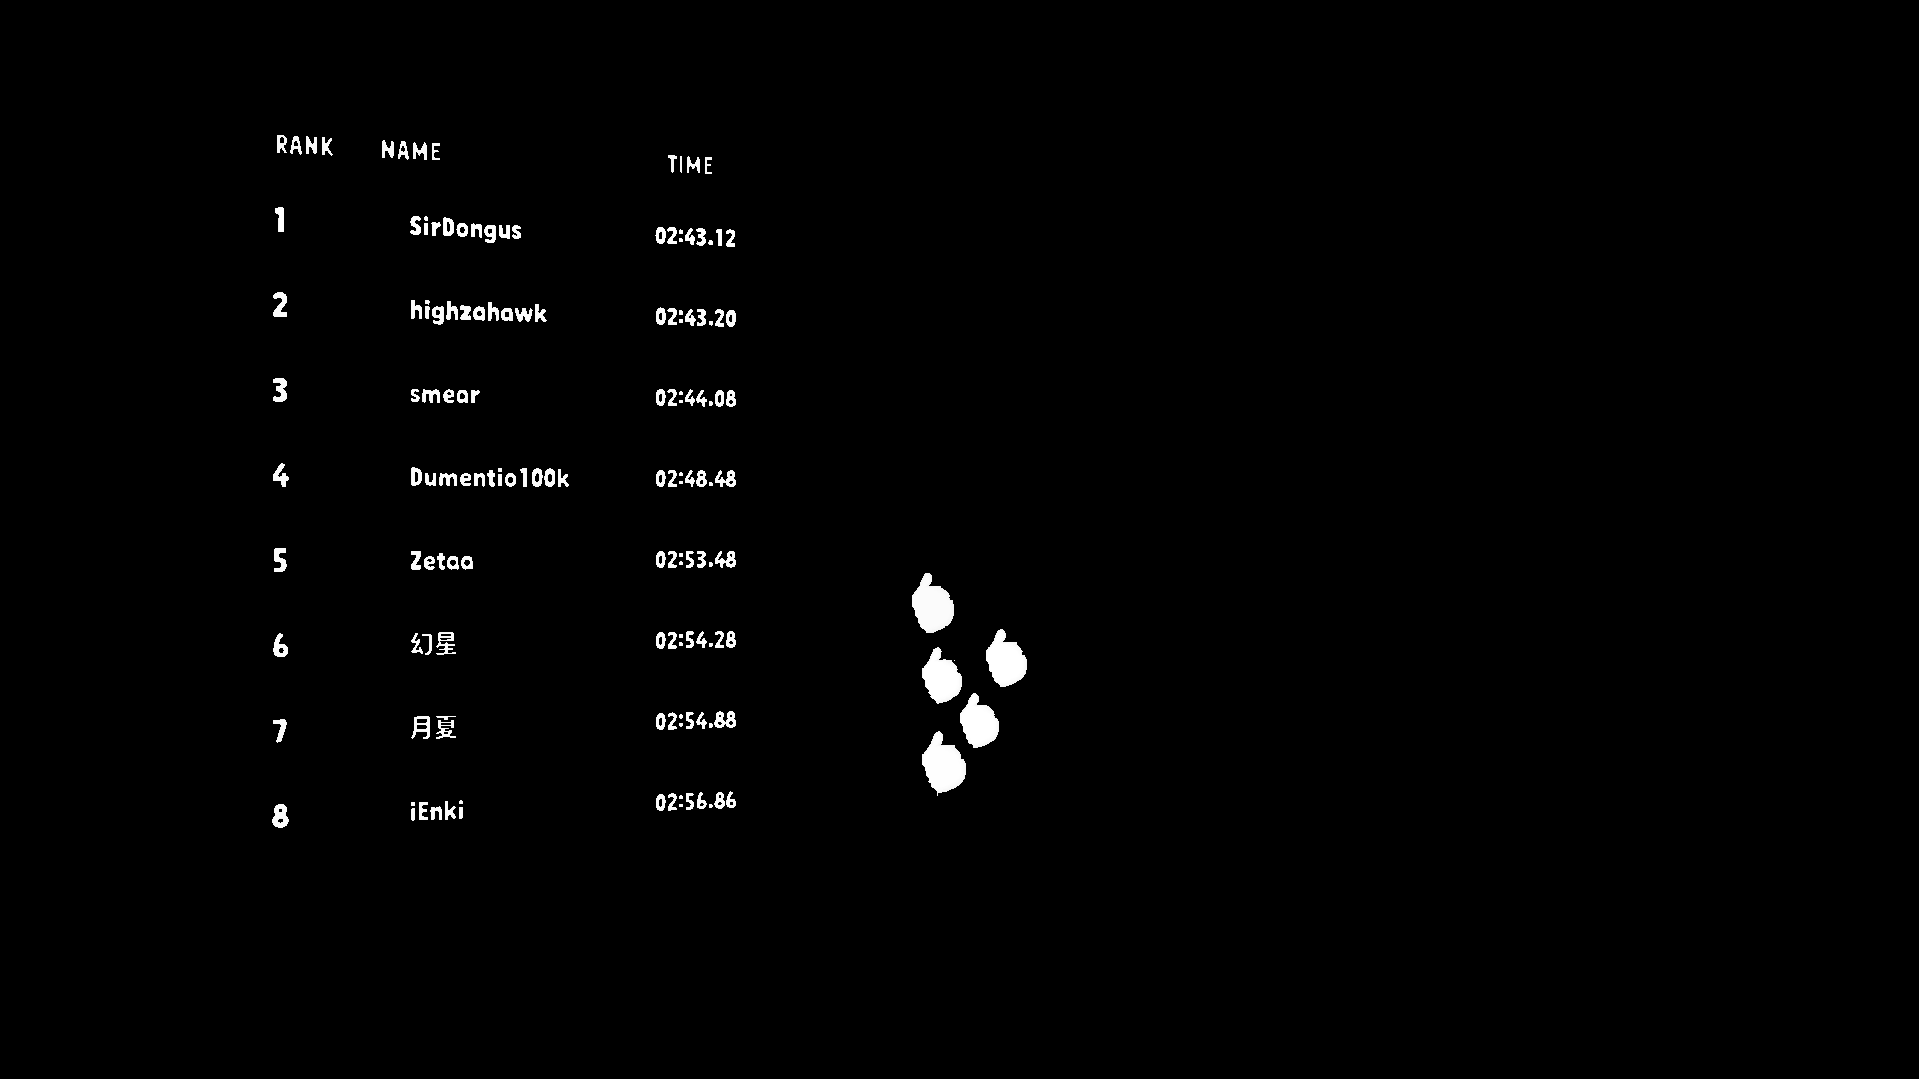 RANK NAME TIME
1 SirDongus 02:43.12
2 highzahawk 02:43.20
3 smear 02:44.08
4 Dumentio100k 02:48.48
5 Zetaa 02:53.48
6 幻星 02:54.28
7 月夏 02:54.88
8 iEnki 02:56.86